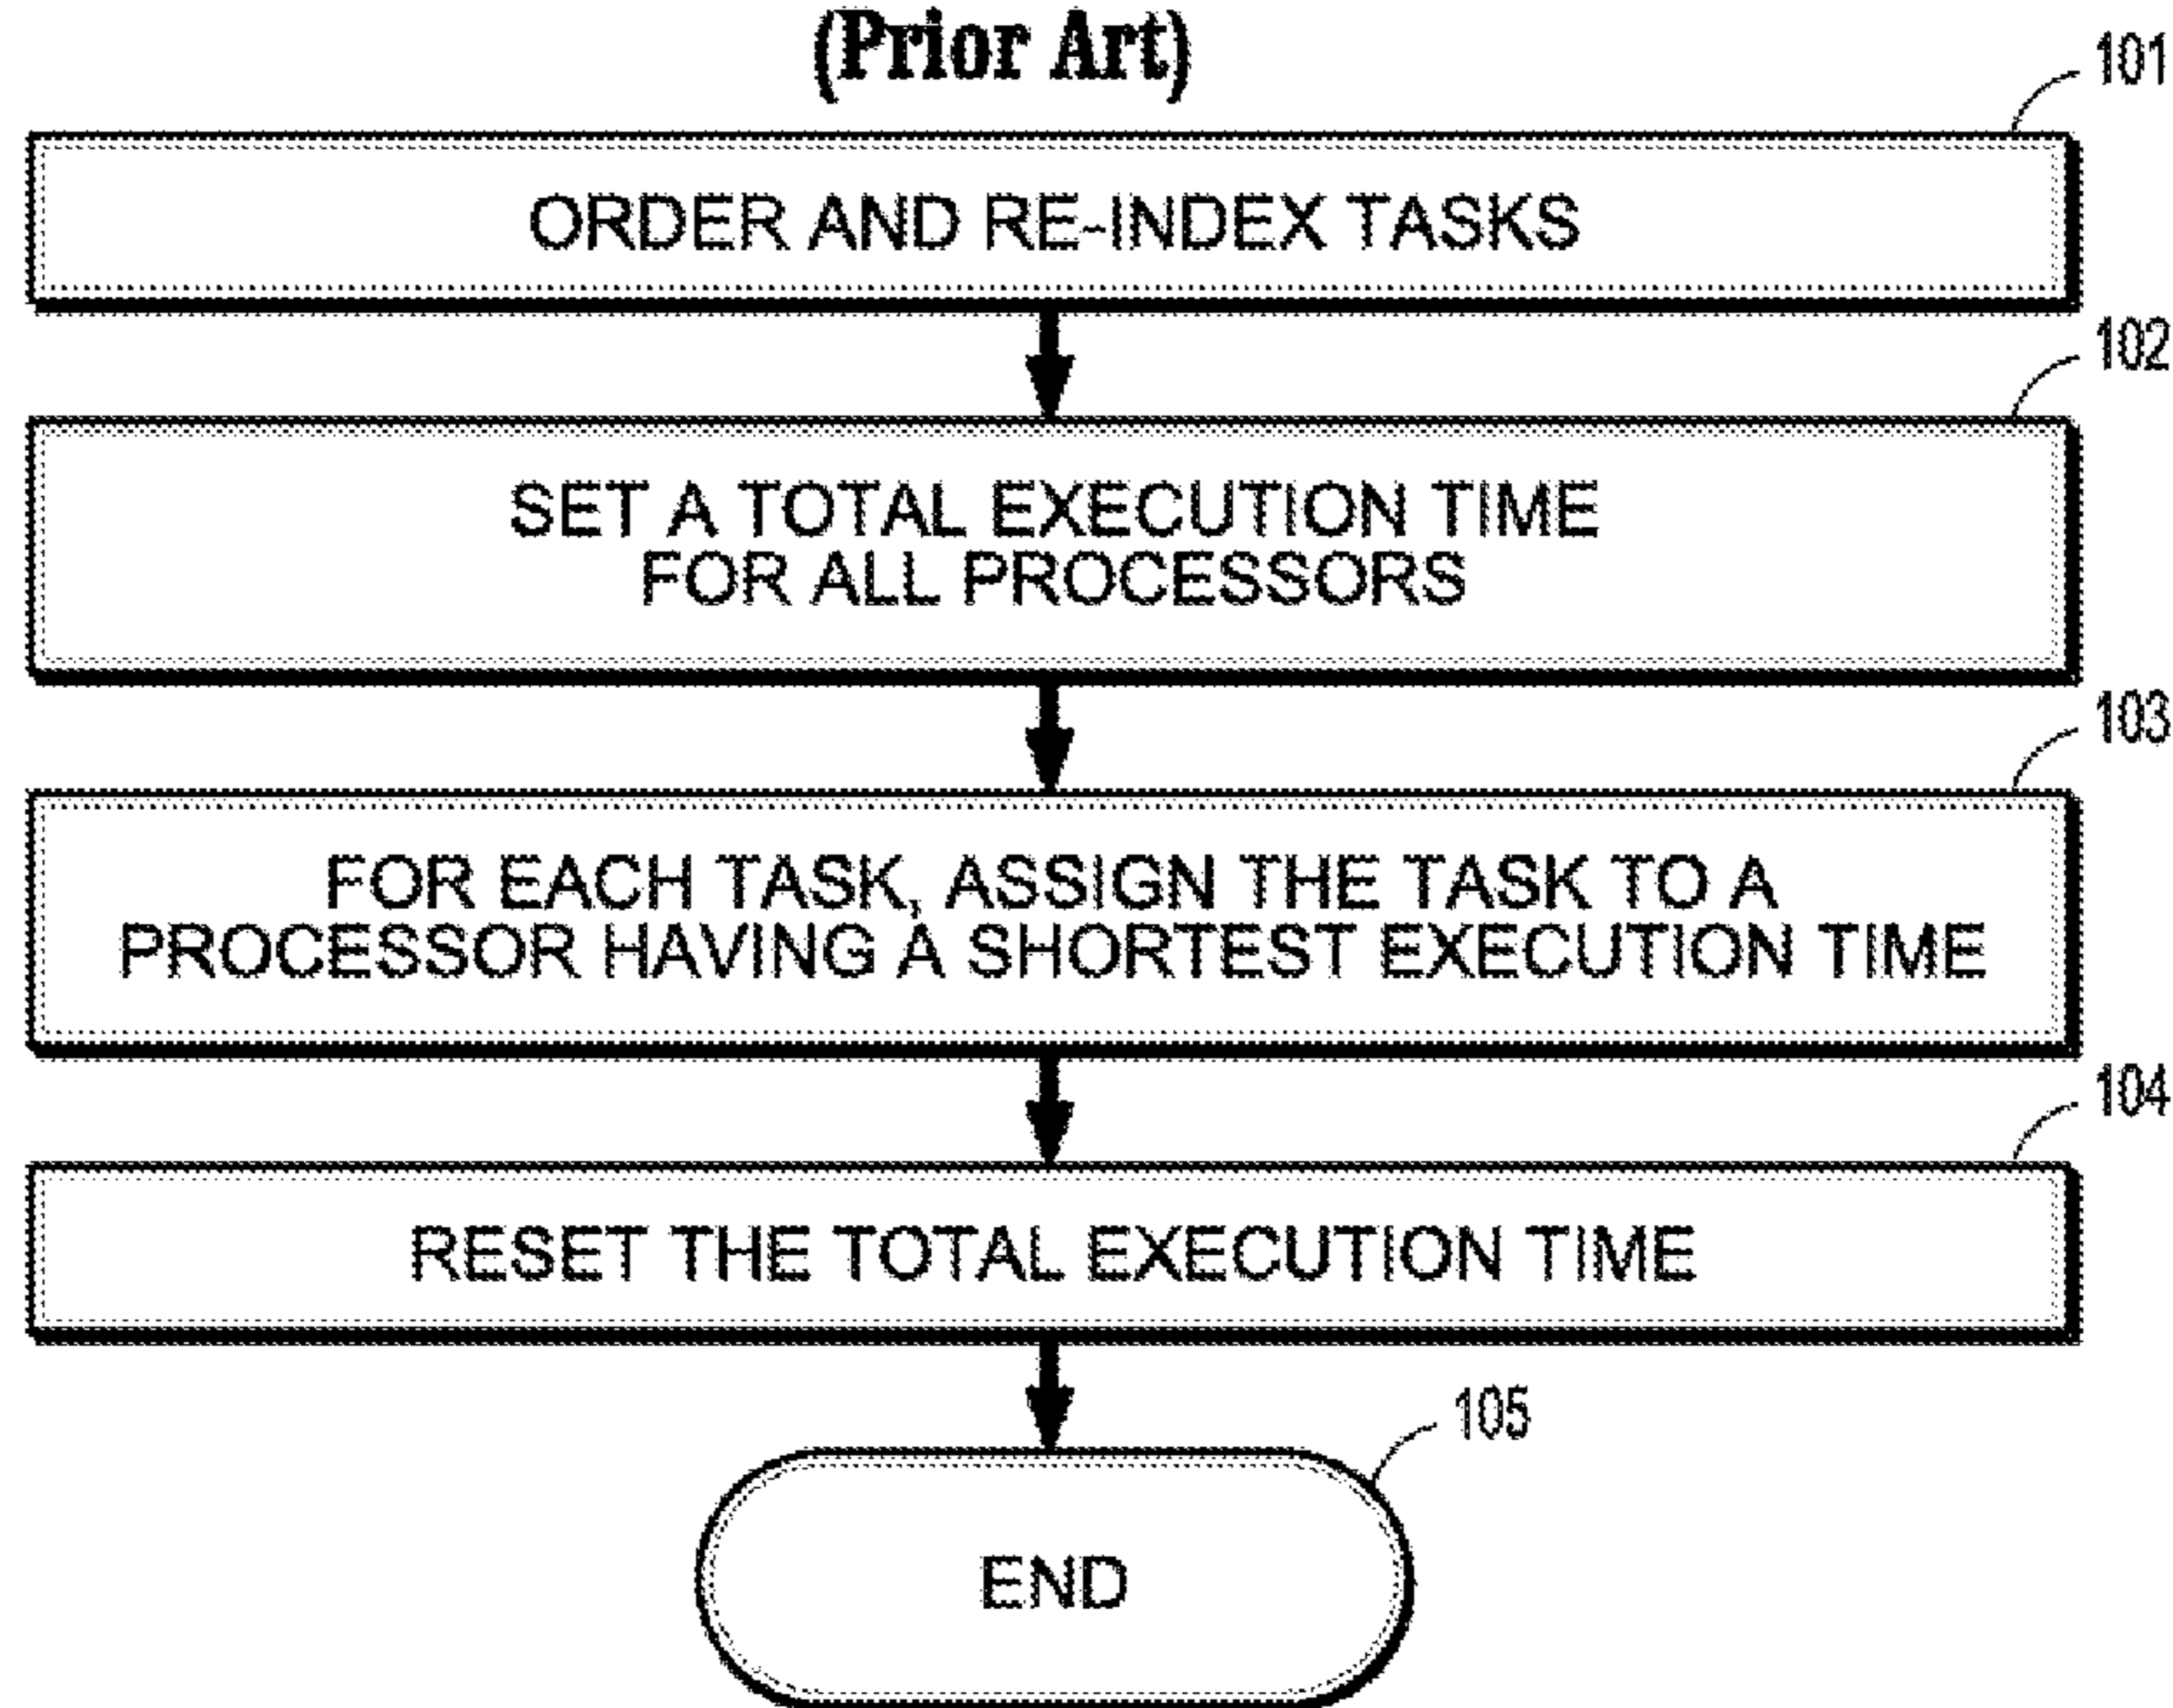 (Prior Art)
101
ORDER AND RE-INDEX TASKS
102
SET A TOTAL EXECUTION TIME
FOR ALL PROCESSORS
103
FOR EACH TASK, ASSIGN THE TASK TO A
PROCESSOR HAVING A SHORTEST EXECUTION TIME
104
RESET THE TOTAL EXECUTION TIME
105
END